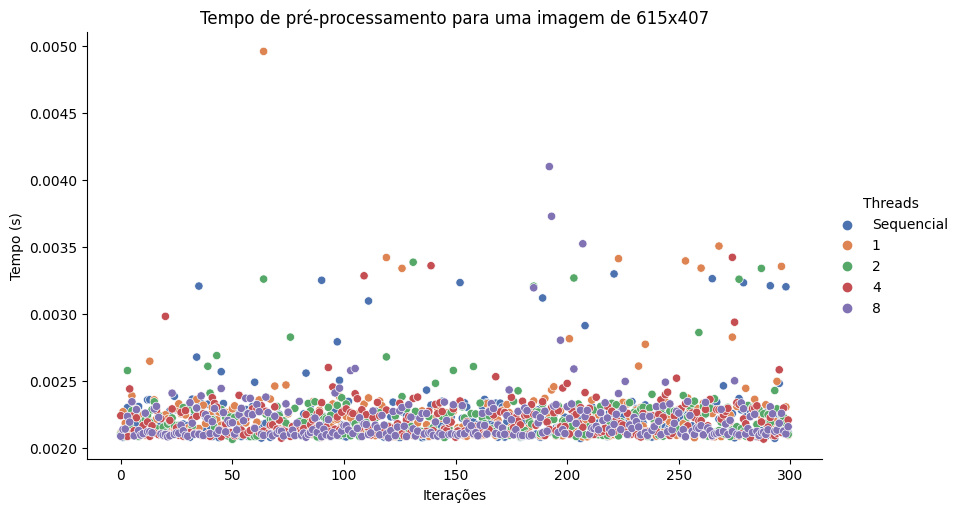 Tempo de pré-processamento para uma imagem de 615x407
Tempo (s)
0.0050
0.0045
0.0040
0.0035
0.0030
0.0025
0.0020
0 50 100 150 200 250 300
Iterações
Threads
Sequencial
1
2
4
8